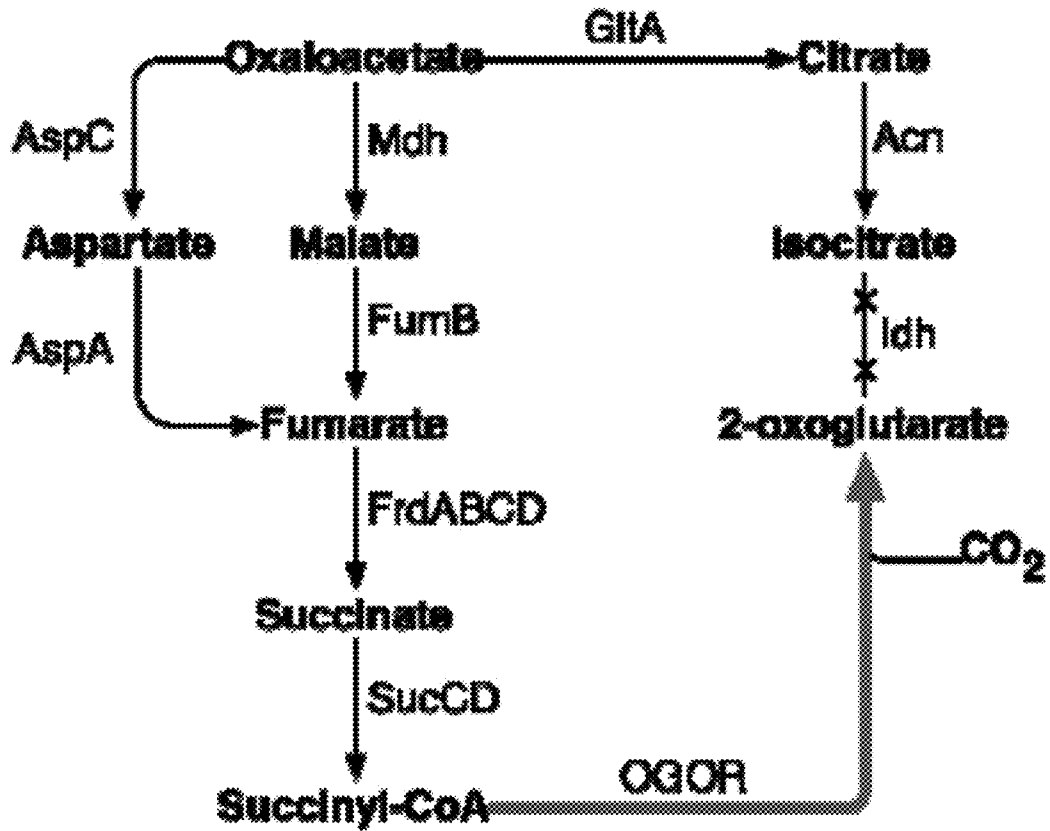 GltA
Oxaloacetate Citrate
AspC Mdh Acn
Aspartate Malate Isocitrate
AspA FumB Idh
Fumarate 2-oxoglutarate
FrdABCD
CO2
Succinate
SucCD
OGOR
Succinyl-CoA